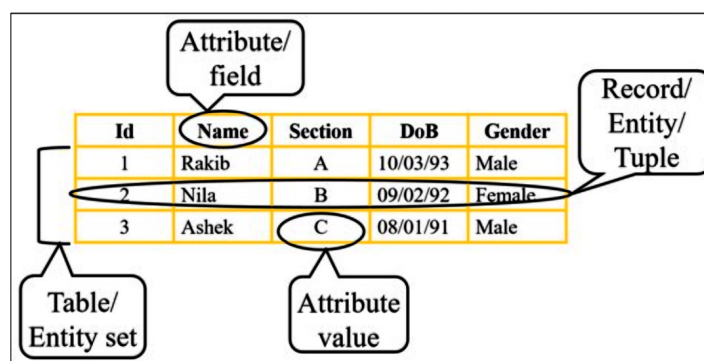 Attribute/
field
Record/
Entity/
Tuple
Id Name Section DoB Gender
1 Rakib A 10/03/93 Male
2 Nila B 09/02/92 Female
3 Ashek C 08/01/91 Male
Table/
Entity set
Attribute
value